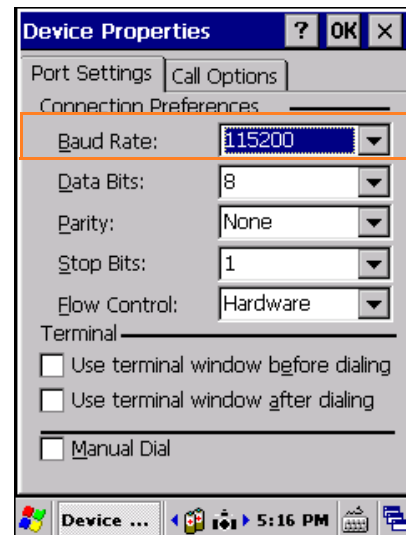 Device Properties ? OK ×
Port Settings Call Options
Connection Preferences
Baud Rate: 115200
Data Bits: 8
Parity: None
Stop Bits: 1
Flow Control: Hardware
Terminal
Use terminal window before dialing
Use terminal window after dialing
Manual Dial
Device ... 5:16 PM